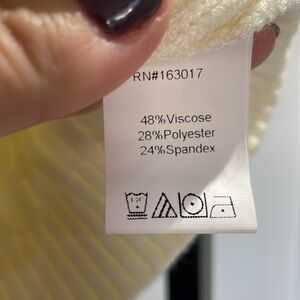 RN#163017
48%Viscose
28%Polyester
24%Spandex